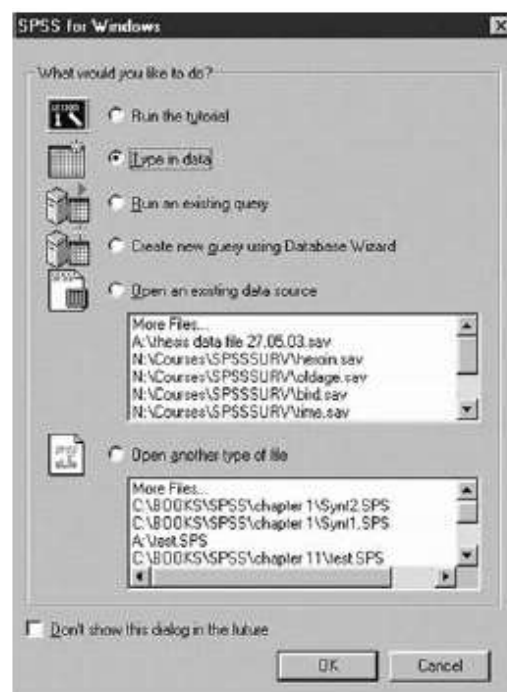 SPSS for Windows
What would you like to do?
Run the tutorial
Type in data
Run an existing query
Create new query using Database Wizard
Open an existing data source
More Files...
A:\thesis data file 27.05.03.sav
N:\Courses\SPSSSURV\heroin.sav
N:\Courses\SPSSSURV\oldage.sav
N:\Courses\SPSSSURV\bird.sav
N:\Courses\SPSSSURV\time.sav
Open another type of file
More Files...
C:\BOOKS\SPSS\chapter 1\Synt2.SPS
C:\BOOKS\SPSS\chapter 1\Synt1.SPS
A:\test.SPS
C:\BOOKS\SPSS\chapter 11\test.SPS
Don't show this dialog in the future
OK
Cancel